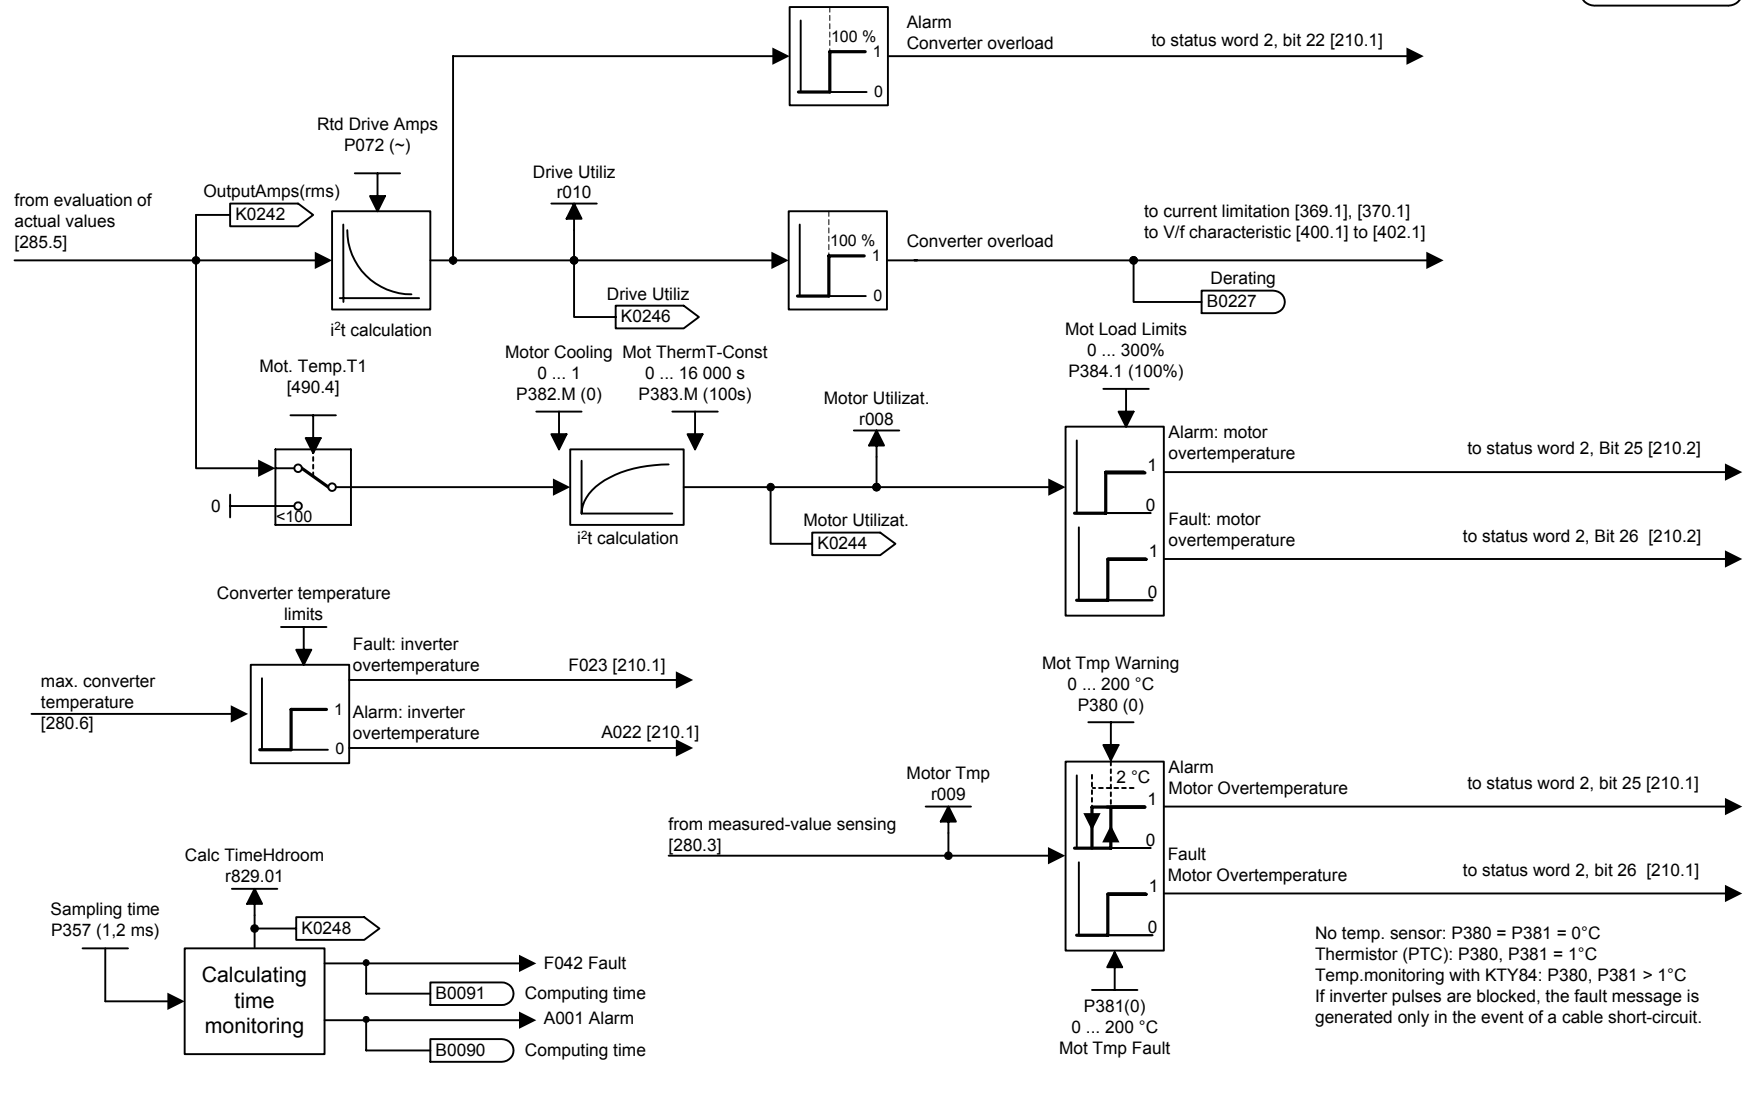 Alarm
Converter overload
to status word 2, bit 22 [210.1]
100 %
1
0
Rtd Drive Amps
P072 (~)
Drive Utiliz
r010
from evaluation of
actual values
[285.5]
OutputAmps(rms)
K0242
i²t calculation
Drive Utiliz
K0246
100 %
1
0
Converter overload
to current limitation [369.1], [370.1]
to V/f characteristic [400.1] to [402.1]
Derating
B0227
Mot. Temp.T1
[490.4]
0
<100
Motor Cooling
0 ... 1
P382.M (0)
Mot ThermT-Const
0 ... 16 000 s
P383.M (100s)
i²t calculation
Motor Utilizat.
r008
Motor Utilizat.
K0244
Mot Load Limits
0 ... 300%
P384.1 (100%)
Alarm: motor
overtemperature
to status word 2, Bit 25 [210.2]
1
0
Fault: motor
overtemperature
to status word 2, Bit 26 [210.2]
1
0
Converter temperature
limits
max. converter
temperature
[280.6]
Fault: inverter
overtemperature
F023 [210.1]
1
0
Alarm: inverter
overtemperature
A022 [210.1]
Mot Tmp Warning
0 ... 200 °C
P380 (0)
Motor Tmp
r009
from measured-value sensing
[280.3]
2 °C
1
0
Alarm
Motor Overtemperature
to status word 2, bit 25 [210.1]
Fault
Motor Overtemperature
to status word 2, bit 26 [210.1]
1
0
P381(0)
0 ... 200 °C
Mot Tmp Fault
Calc TimeHdroom
r829.01
K0248
Sampling time
P357 (1,2 ms)
Calculating
time
monitoring
F042 Fault
B0091
Computing time
A001 Alarm
B0090
Computing time
No temp. sensor: P380 = P381 = 0°C
Thermistor (PTC): P380, P381 = 1°C
Temp.monitoring with KTY84: P380, P381 > 1°C
If inverter pulses are blocked, the fault message is
generated only in the event of a cable short-circuit.